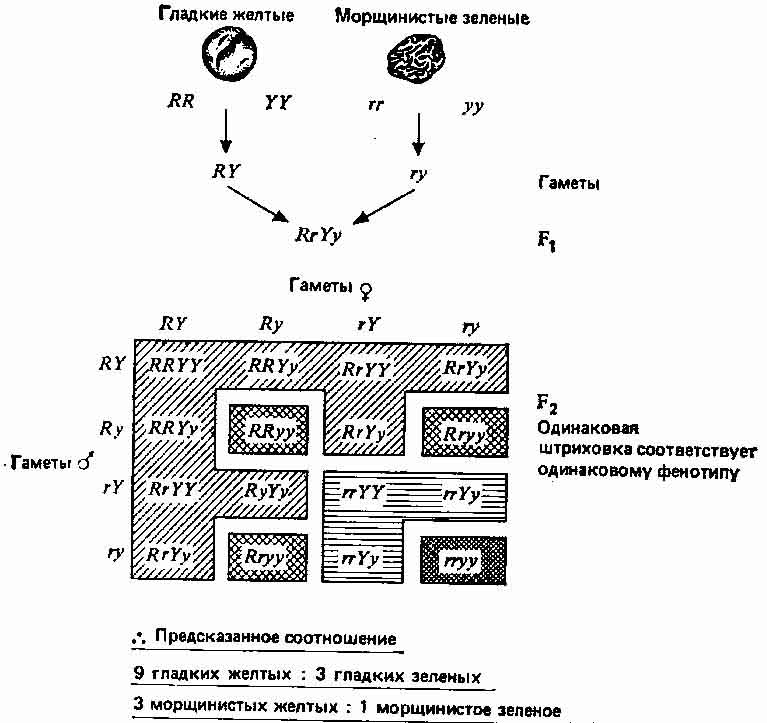 Гладкие желтые Морщинистые зеленые
RR YY rr yy
RY ry Гаметы
RrYy F1
Гаметы ♀
RY Ry rY ry
RY RRYY RRYy RrYY RrYy
F2
Ry RRYy RRyy RrYy Rryy Одинаковая
штриховка соответствует
Гаметы ♂ одинаковому фенотипу
rY RrYY RyYy rrYY rrYy
ry RrYy Rryy rrYy rryy
∴ Предсказанное соотношение
9 гладких желтых : 3 гладких зеленых
3 морщинистых желтых : 1 морщинистое зеленое